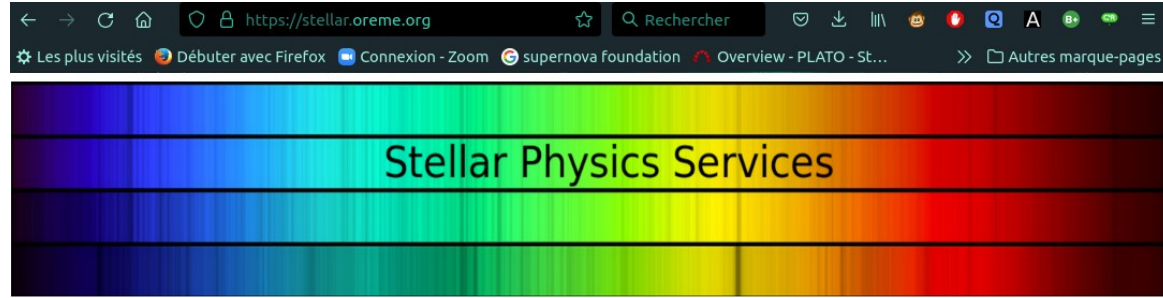 https://stellar.oreme.org Rechercher
Les plus visités Débuter avec Firefox Connexion - Zoom supernova foundation Overview - PLATO - St... Autres marque-pages
Stellar Physics Services